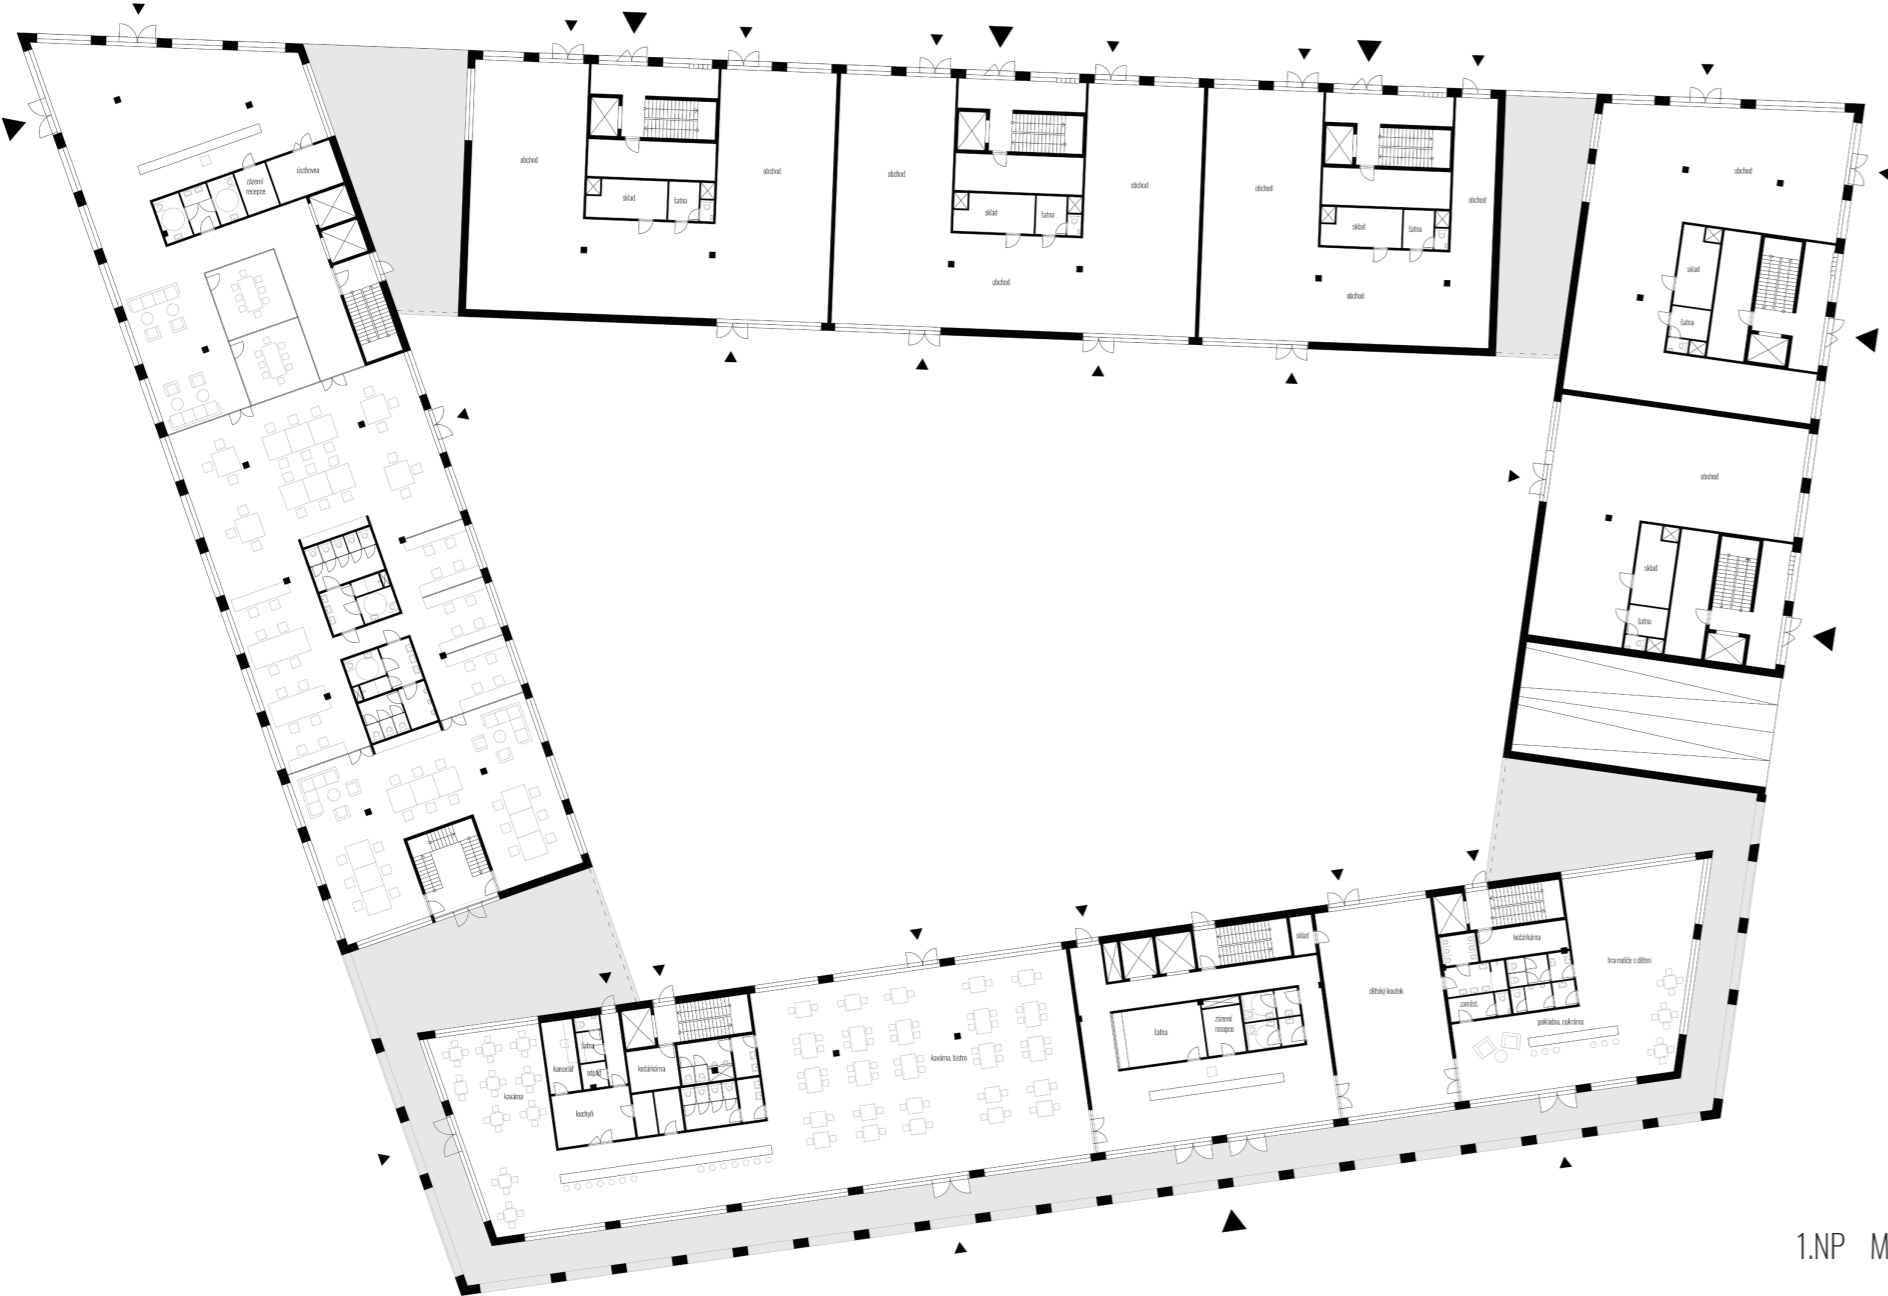 úschovna
zázemí
recepce
obchod
obchod
sklad
šatna
obchod
obchod
sklad
šatna
obchod
obchod
obchod
sklad
šatna
obchod
obchod
sklad
šatna
obchod
sklad
šatna
kavárna
kancelář
šatna
odpad
kuchyň
kočárkárna
kavárna, bistro
šatna
zázemí
recepce
sklad
dětský koutek
kočárkárna
zaměst.
pokladna, cukrárna
hra rodiče s dětmi
1.NP M